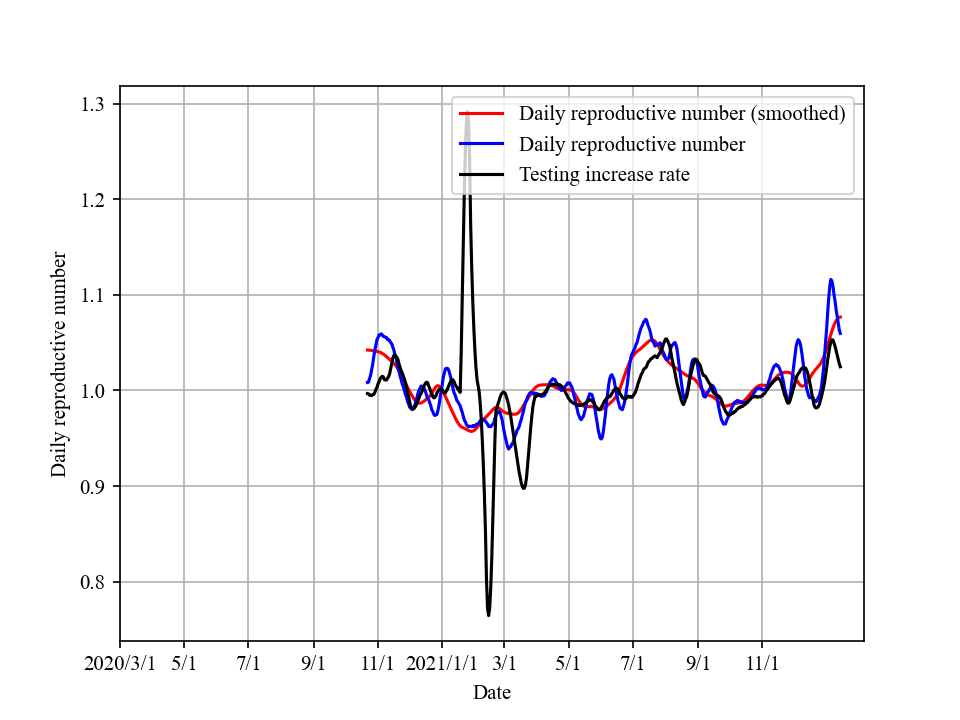 Daily reproductive number (smoothed)
Daily reproductive number
Testing increase rate
Daily reproductive number
1.3
1.2
1.1
1.0
0.9
0.8
2020/3/1 5/1 7/1 9/1 11/1 2021/1/1 3/1 5/1 7/1 9/1 11/1
Date